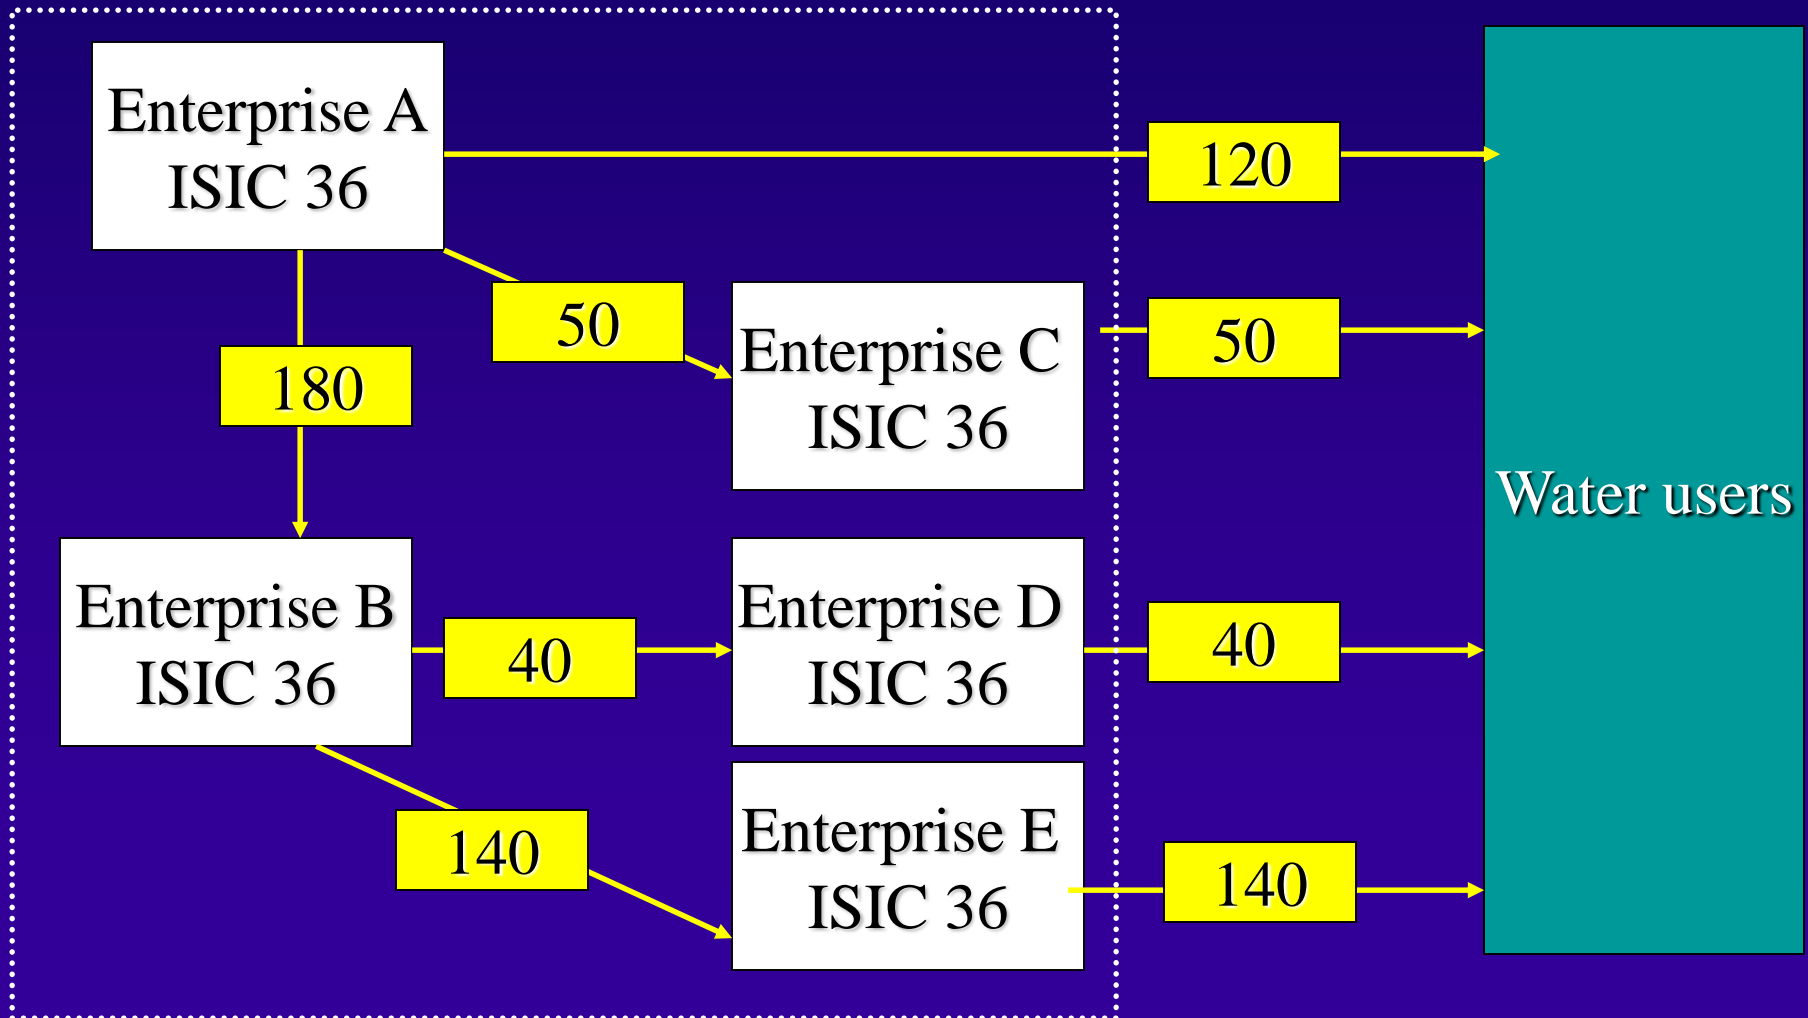 Enterprise A
ISIC 36
120
50
Enterprise C
ISIC 36
50
180
Water users
Enterprise B
ISIC 36
40
Enterprise D
ISIC 36
40
140
Enterprise E
ISIC 36
140